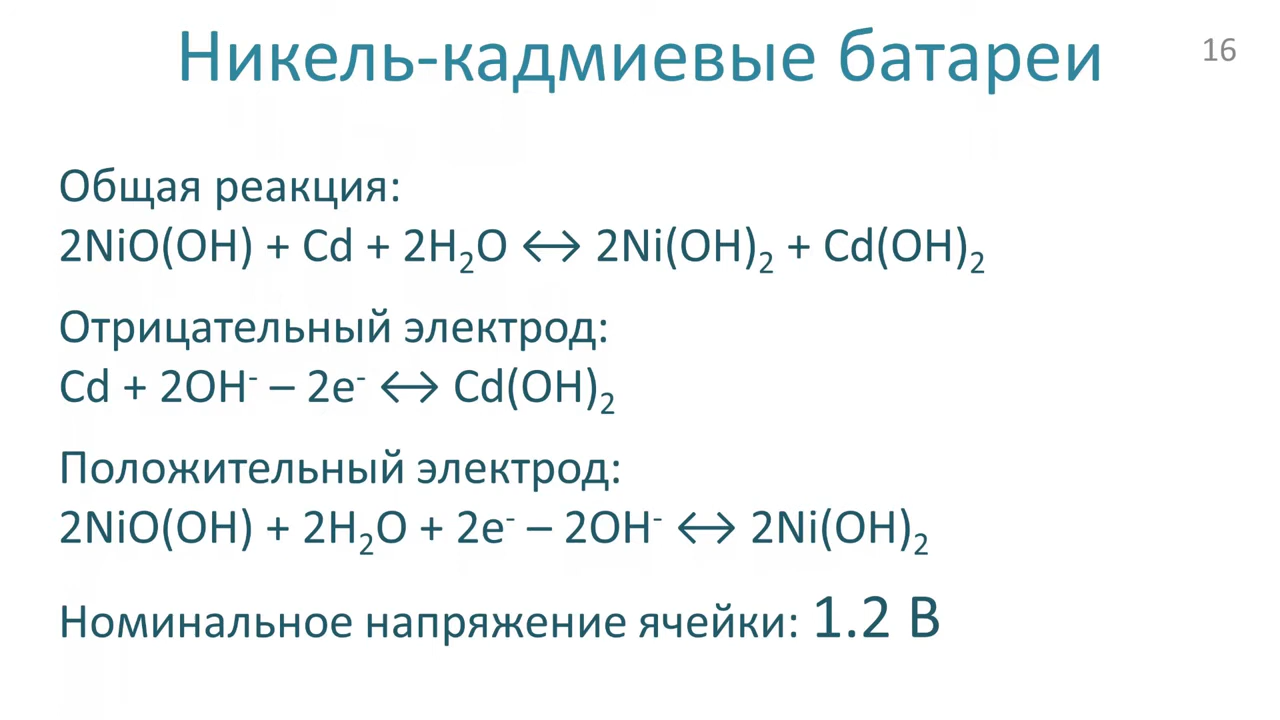 Никель-кадмиевые батареи
16
Общая реакция:
2NiO(OH) + Cd + 2H₂O ↔ 2Ni(OH)₂ + Cd(OH)₂
Отрицательный электрод:
Cd + 2OH⁻ – 2e⁻ ↔ Cd(OH)₂
Положительный электрод:
2NiO(OH) + 2H₂O + 2e⁻ – 2OH⁻ ↔ 2Ni(OH)₂
Номинальное напряжение ячейки: 1.2 В